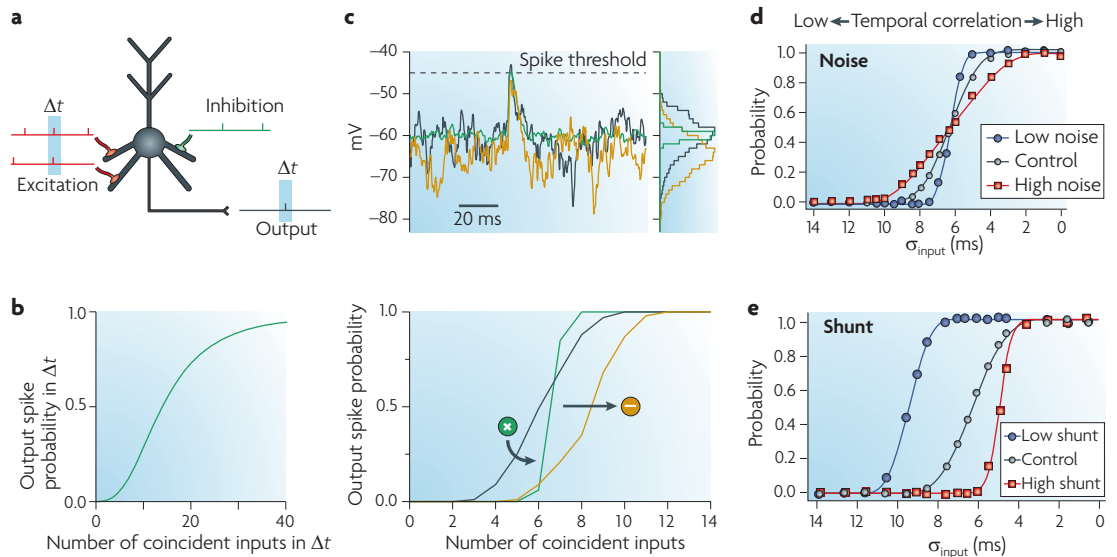 a
Δt
Inhibition
Excitation
Δt
Output
b
1.0
0.5
0.0
0 20 40
Output spike
probability in Δt
Number of coincident inputs in Δt
c
–40
–50
–60
–70
–80
mV
Spike threshold
20 ms
1.0
0.5
0.0
0 2 4 6 8 10 12 14
Output spike probability
Number of coincident inputs
×
–
d
Low Temporal correlation High
1.0
0.8
0.6
0.4
0.2
0.0
Probability
Noise
Low noise
Control
High noise
14 12 10 8 6 4 2 0
σinput (ms)
e
1.0
0.8
0.6
0.4
0.2
0.0
Probability
Shunt
Low shunt
Control
High shunt
14 12 10 8 6 4 2 0
σinput (ms)